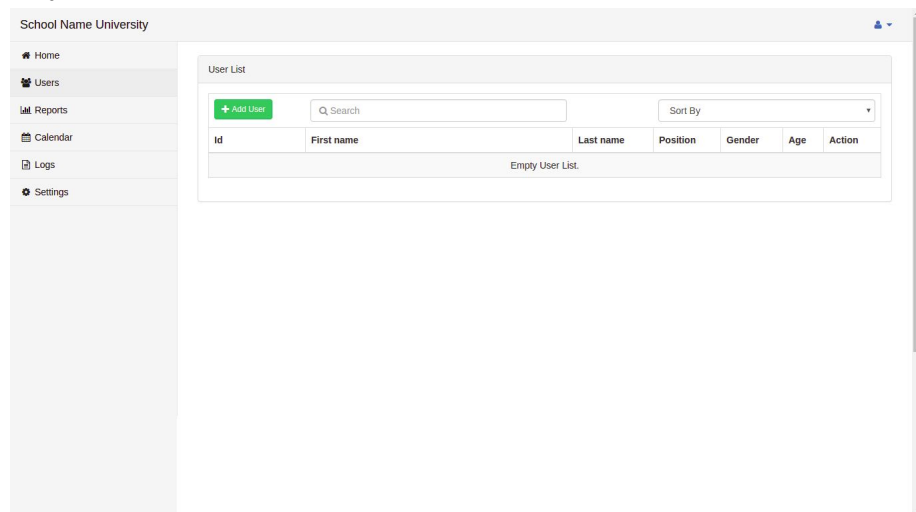 School Name University
Home
Users
Reports
Calendar
Logs
Settings
User List
Add User
Search
Sort By
Id First name Last name Position Gender Age Action
Empty User List.